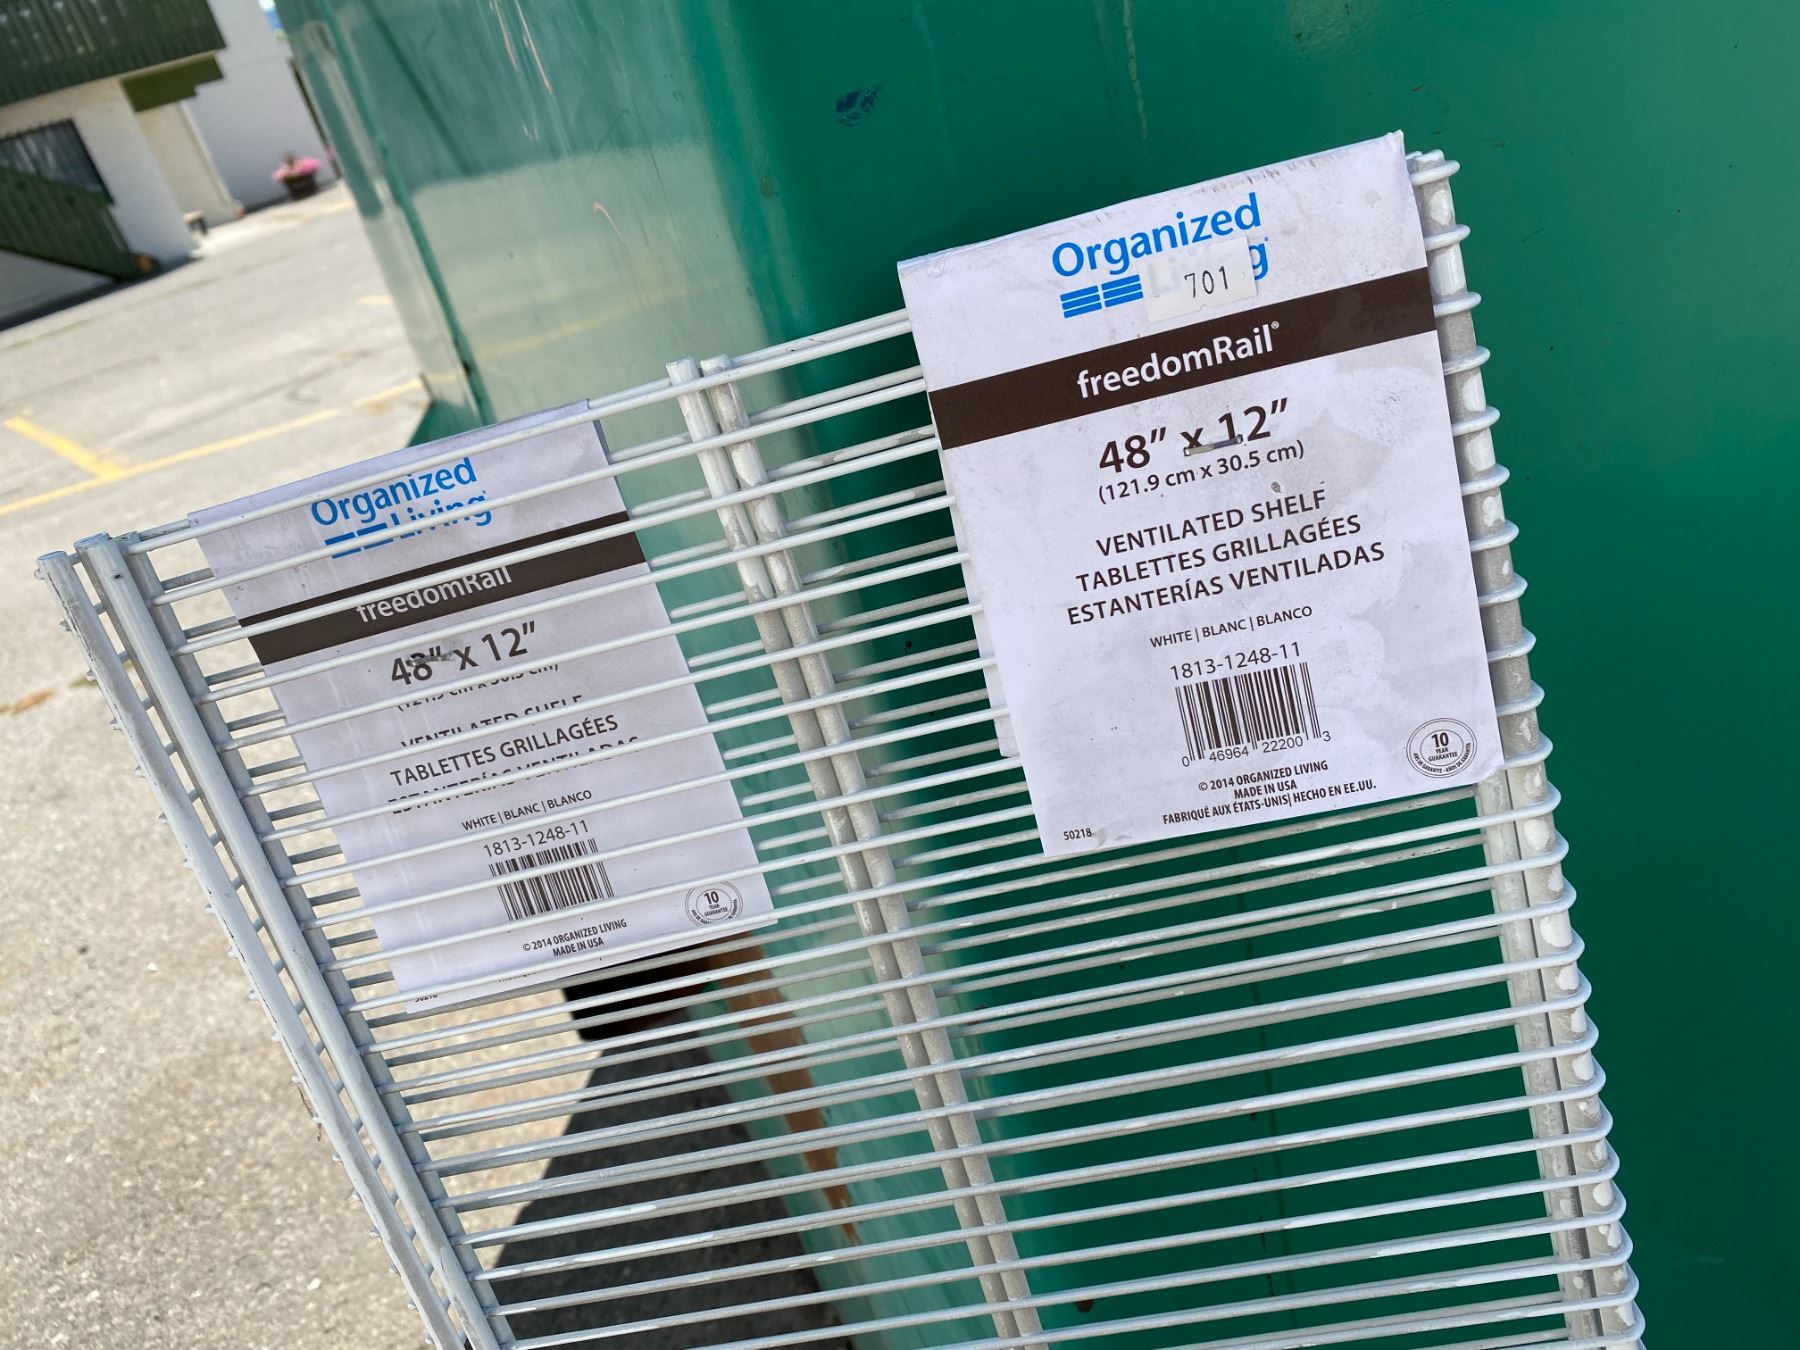 Organized
Living
freedomRail
48" x 12"
TABLETTES GRILLAGÉES
WHITE | BLANC | BLANCO
1813-1248-11
10
YEAR
GUARANTEE
© 2014 ORGANIZED LIVING
MADE IN USA
Organized
701
freedomRail®
48" x 12"
(121.9 cm x 30.5 cm)
VENTILATED SHELF
TABLETTES GRILLAGÉES
ESTANTERÍAS VENTILADAS
WHITE | BLANC | BLANCO
1813-1248-11
0 46964 22200 3
10
YEAR
GUARANTEE
© 2014 ORGANIZED LIVING
MADE IN USA
FABRIQUÉ AUX ÉTATS-UNIS| HECHO EN EE.UU.
50218